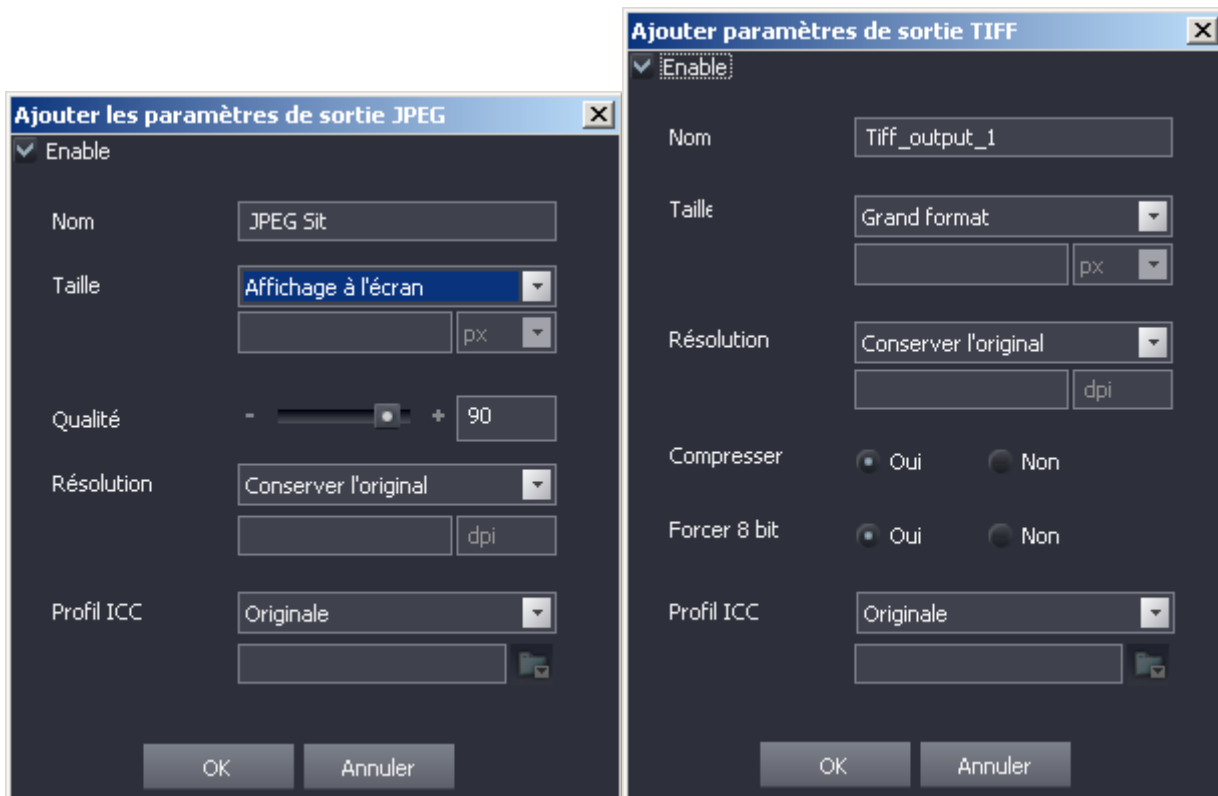 Ajouter les paramètres de sortie JPEG
Enable
Nom
JPEG Sit
Taille
Affichage à l'écran
px
Qualité
- + 90
Résolution
Conserver l'original
dpi
Profil ICC
Originale
OK Annuler
Ajouter paramètres de sortie TIFF
Enable
Nom
Tiff_output_1
Taille
Grand format
px
Résolution
Conserver l'original
dpi
Compresser Oui Non
Forcer 8 bit Oui Non
Profil ICC
Originale
OK Annuler